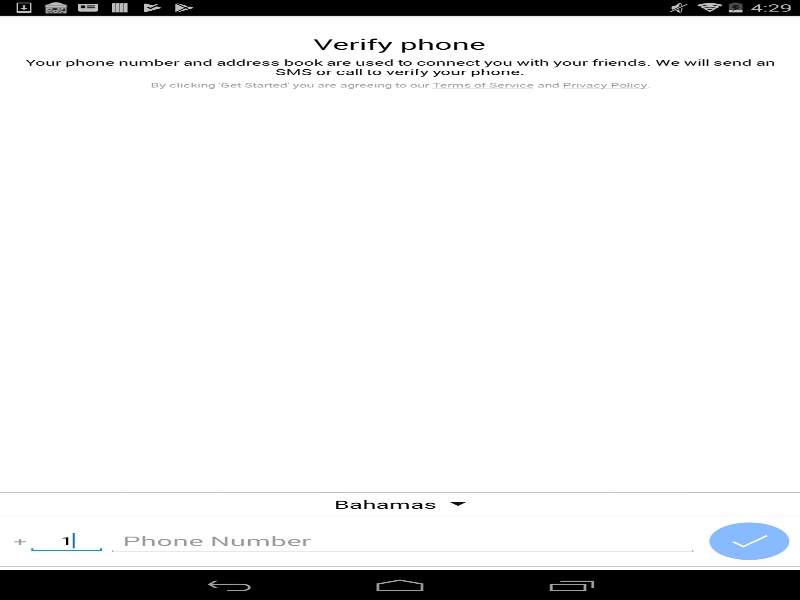 4:29
Verify phone
Your phone number and address book are used to connect you with your friends. We will send an
SMS or call to verify your phone.
By clicking 'Get Started' you are agreeing to our Terms of Service and Privacy Policy.
Bahamas
+ 1 Phone Number